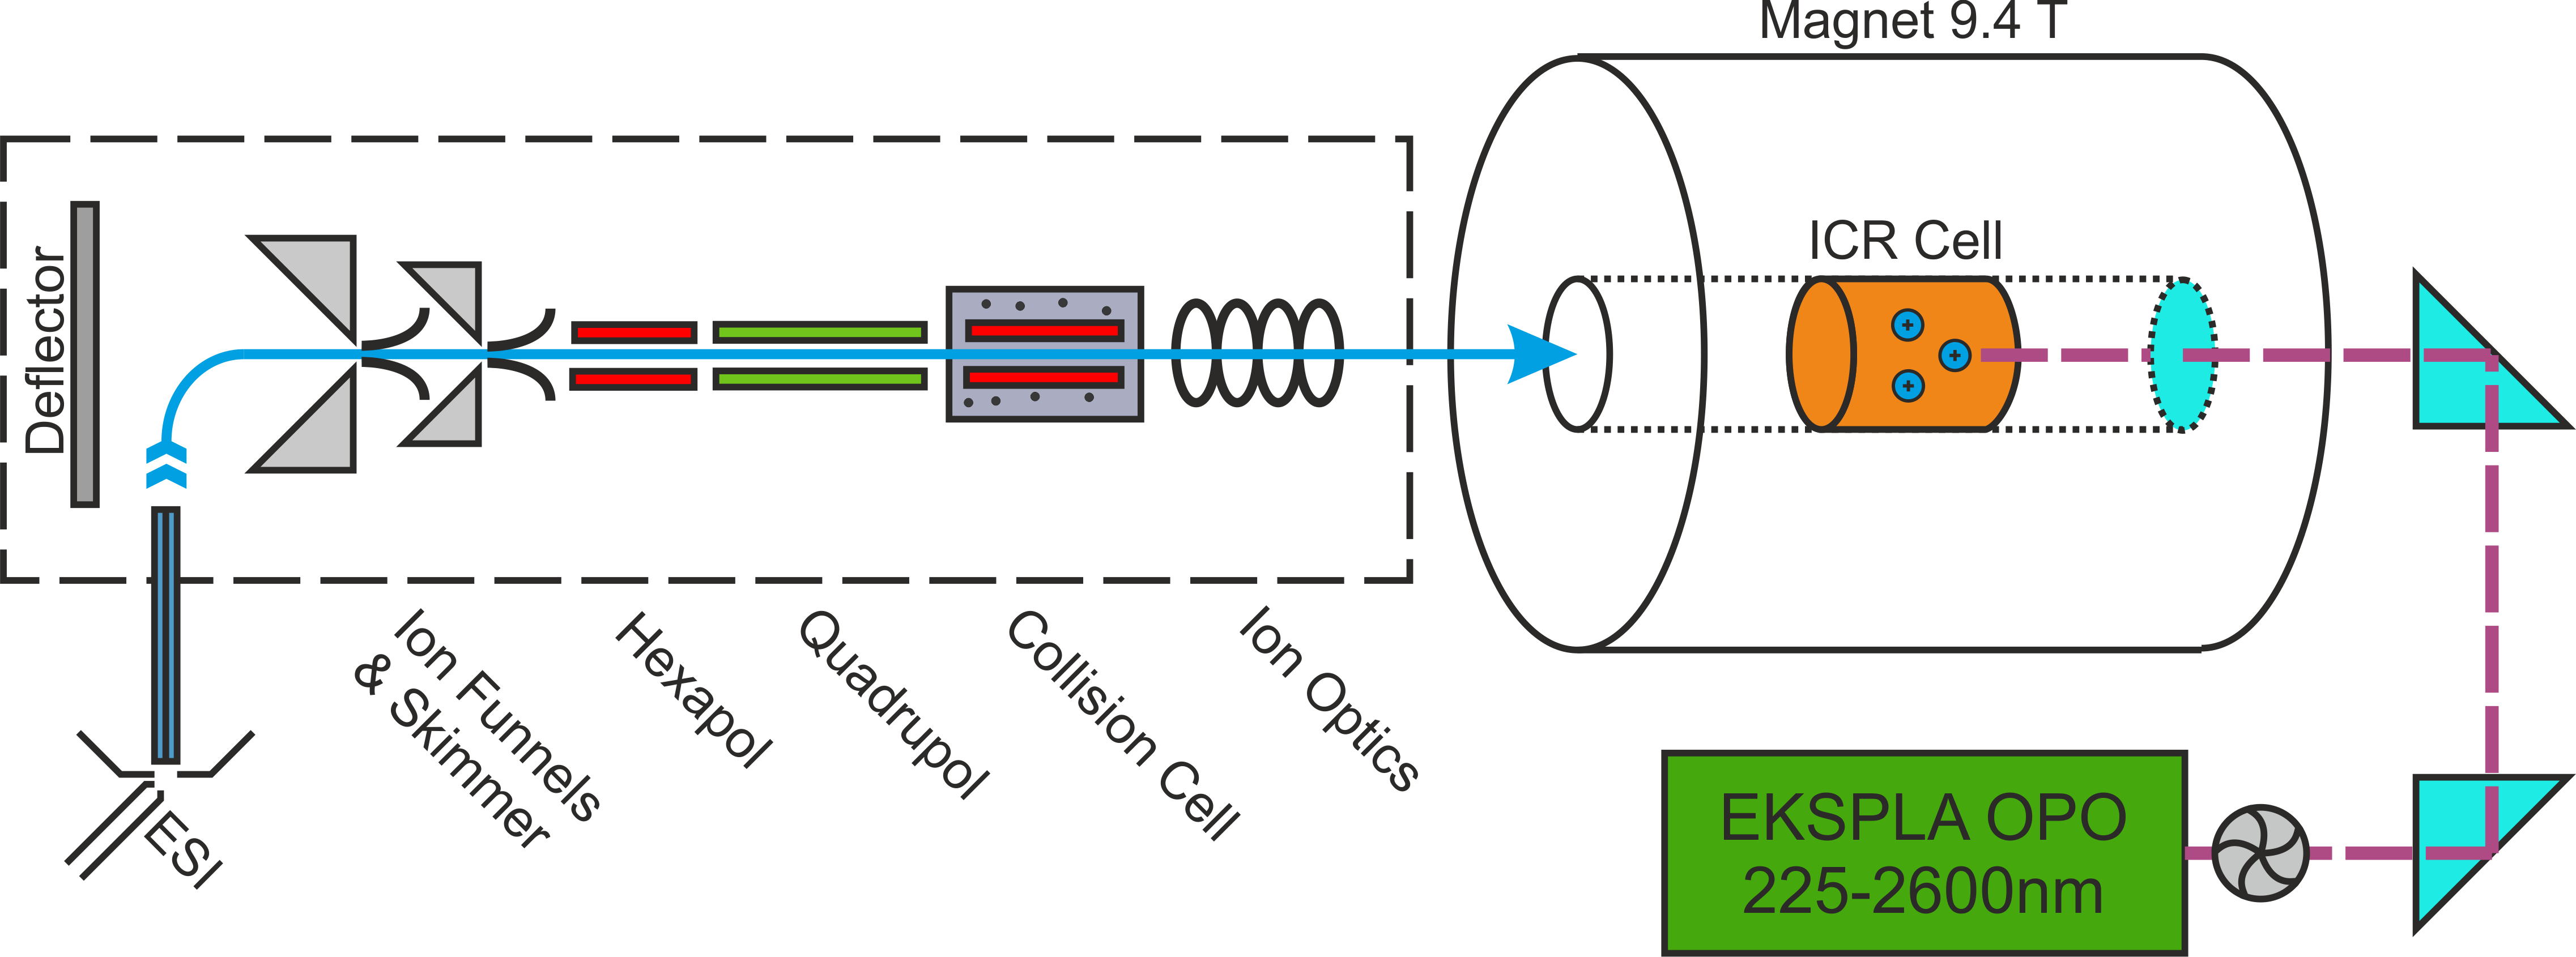 Magnet 9.4 T
ICR Cell
Deflector
Ion Funnels
& Skimmer
Hexapol
Quadrupol
Collision Cell
Ion Optics
ESI
EKSPLA OPO
225-2600nm
+
+
+